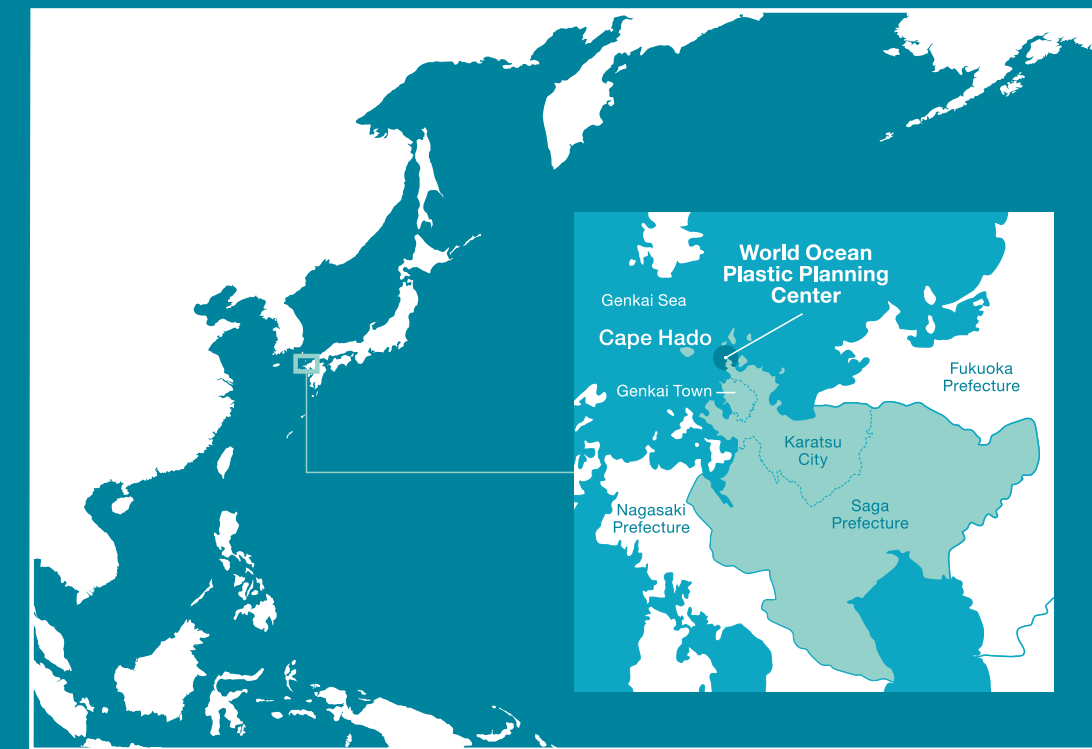 World Ocean
Plastic Planning
Center
Genkai Sea
Cape Hado
Genkai Town
Fukuoka
Prefecture
Karatsu
City
Nagasaki
Prefecture
Saga
Prefecture